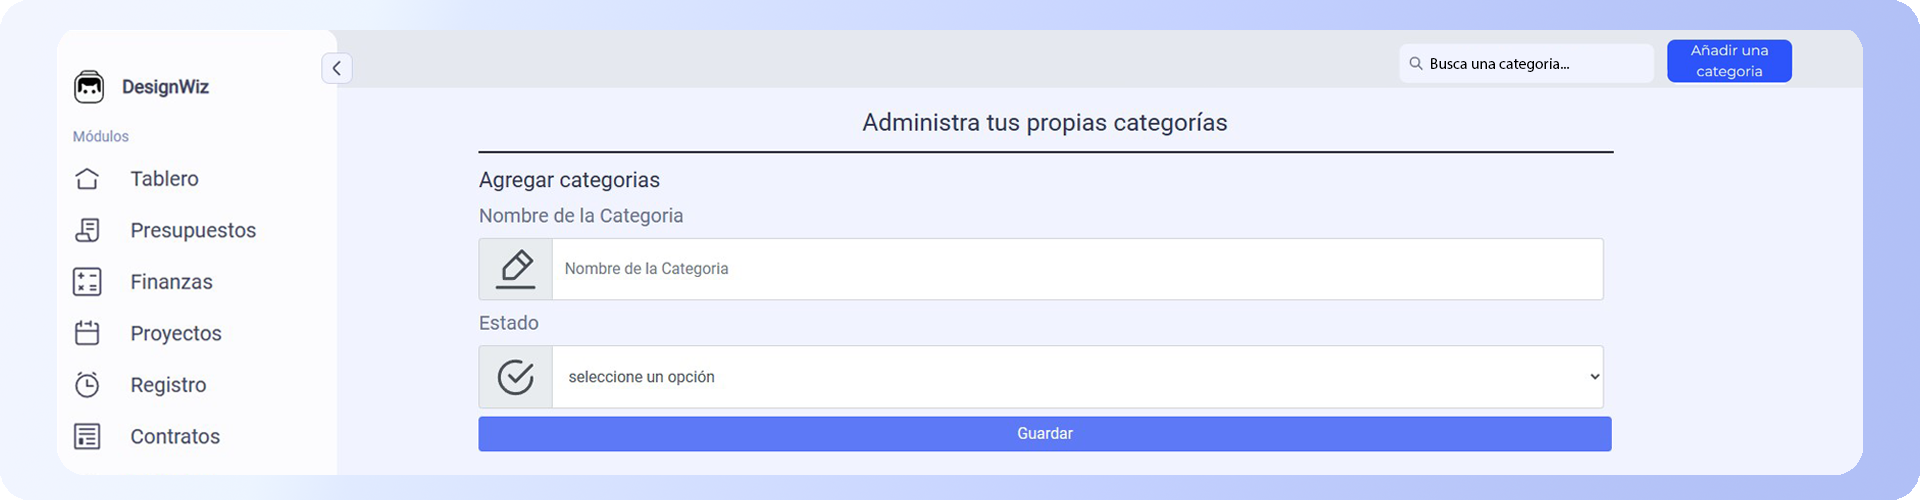 DesignWiz
Módulos
Tablero
Presupuestos
Finanzas
Proyectos
Registro
Contratos
Busca una categoria...
Añadir una
categoria
Administra tus propias categorías
Agregar categorias
Nombre de la Categoria
Nombre de la Categoria
Estado
seleccione un opción
Guardar